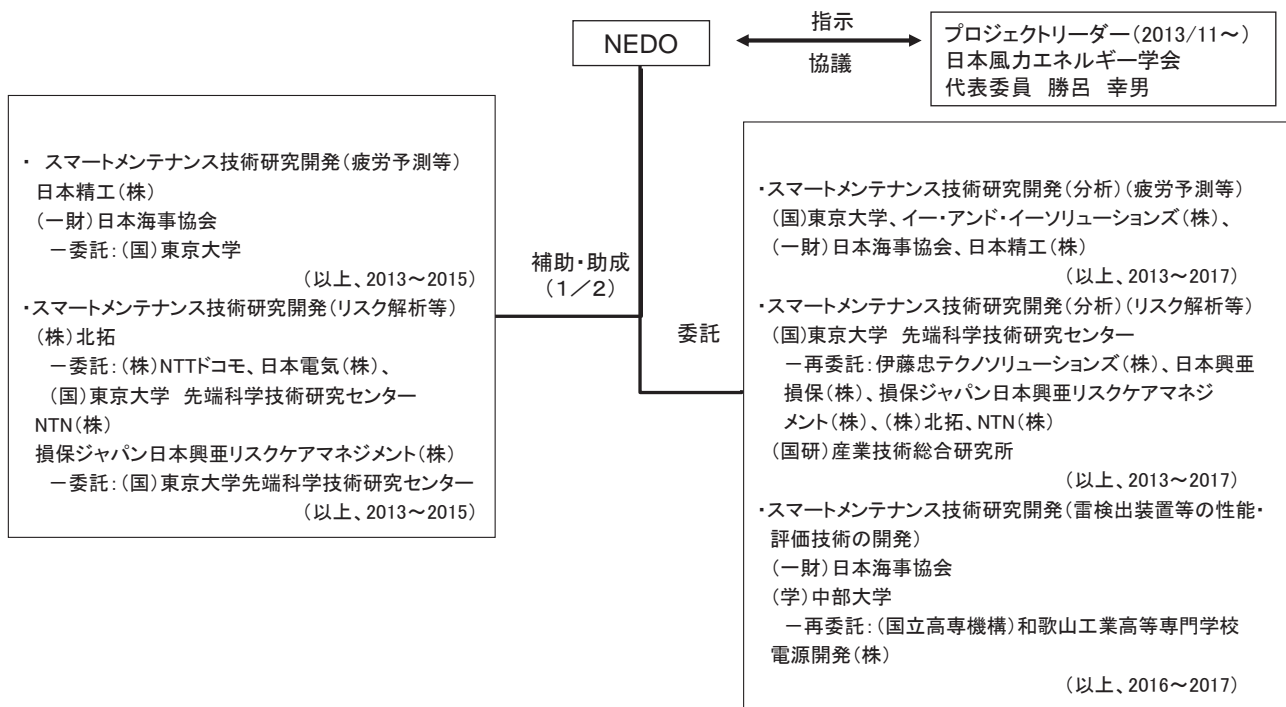 NEDO
指示
協議
プロジェクトリーダー(2013/11～)
日本風力エネルギー学会
代表委員 勝呂 幸男
・ スマートメンテナンス技術研究開発(疲労予測等)
日本精工(株)
(一財)日本海事協会
－委託:(国)東京大学
(以上、2013～2015)
・スマートメンテナンス技術研究開発(リスク解析等)
(株)北拓
－委託:(株)NTTドコモ、日本電気(株)、
(国)東京大学 先端科学技術研究センター
NTN(株)
損保ジャパン日本興亜リスクケアマネジメント(株)
－委託:(国)東京大学先端科学技術研究センター
(以上、2013～2015)
補助・助成
(1/2)
委託
・スマートメンテナンス技術研究開発(分析)(疲労予測等)
(国)東京大学、イー・アンド・イーソリューションズ(株)、
(一財)日本海事協会、日本精工(株)
(以上、2013～2017)
・スマートメンテナンス技術研究開発(分析)(リスク解析等)
(国)東京大学 先端科学技術研究センター
－再委託:伊藤忠テクノソリューションズ(株)、日本興亜
損保(株)、損保ジャパン日本興亜リスクケアマネジ
メント(株)、(株)北拓、NTN(株)
(国研)産業技術総合研究所
(以上、2013～2017)
・スマートメンテナンス技術研究開発(雷検出装置等の性能・
評価技術の開発)
(一財)日本海事協会
(学)中部大学
－再委託:(国立高専機構)和歌山工業高等専門学校
電源開発(株)
(以上、2016～2017)